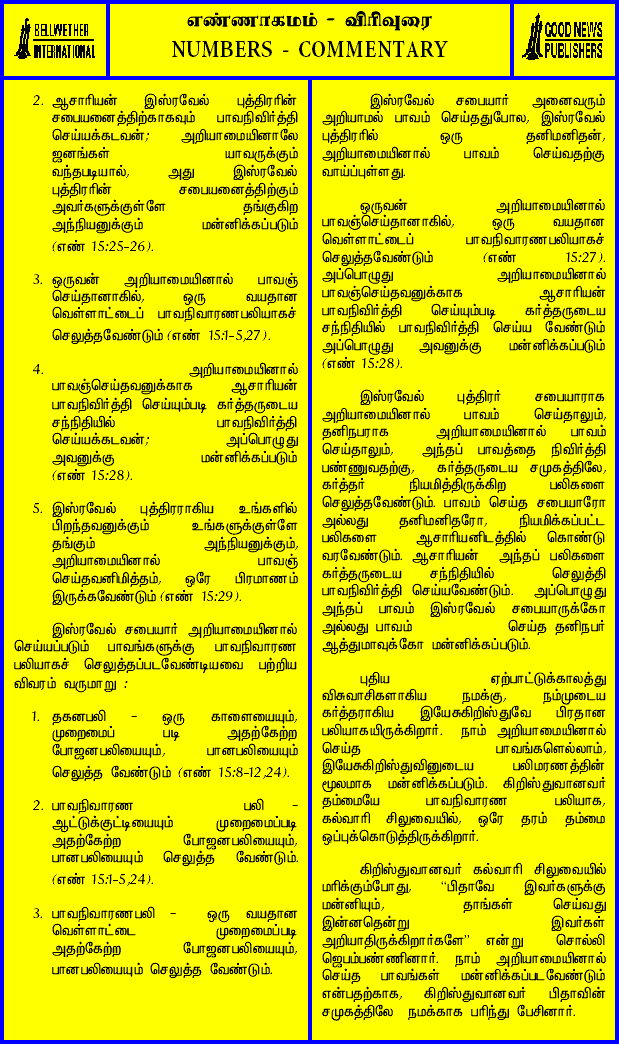 BELLWETHER
INTERNATIONAL
எண்ணாகமம் - விரிவுரை
NUMBERS - COMMENTARY
GOOD NEWS
PUBLISHERS
2. ஆசாரியன் இஸ்ரவேல் புத்திரரின்
சபையனைத்திற்காகவும் பாவநிவிர்த்தி
செய்யக்கடவன்; அறியாமையினாலே
ஜனங்கள் யாவருக்கும்
வந்தபடியால், அது இஸ்ரவேல்
புத்திரரின் சபையனைத்திற்கும்
அவர்களுக்குள்ளே தங்குகிற
அந்நியனுக்கும் மன்னிக்கப்படும்
(எண் 15:25-26).
3. ஒருவன் அறியாமையினால் பாவஞ்
செய்தானாகில், ஒரு வயதான
வெள்ளாட்டைப் பாவநிவாரணபலியாகச்
செலுத்தவேண்டும் (எண் 15:1-5,27).
4. அறியாமையினால்
பாவஞ்செய்தவனுக்காக ஆசாரியன்
பாவநிவிர்த்தி செய்யும்படி கர்த்தருடைய
சந்நிதியில் பாவநிவிர்த்தி
செய்யக்கடவன்; அப்பொழுது
அவனுக்கு மன்னிக்கப்படும்
(எண் 15:28).
5. இஸ்ரவேல் புத்திரராகிய உங்களில்
பிறந்தவனுக்கும் உங்களுக்குள்ளே
தங்கும் அந்நியனுக்கும்,
அறியாமையினால் பாவஞ்
செய்தவனிமித்தம், ஒரே பிரமாணம்
இருக்கவேண்டும் (எண் 15:29).
இஸ்ரவேல் சபையார் அறியாமையினால்
செய்யப்படும் பாவங்களுக்கு பாவநிவாரண
பலியாகச் செலுத்தப்படவேண்டியவை பற்றிய
விவரம் வருமாறு :
1. தகனபலி - ஒரு காளையையும்,
முறைமைப் படி அதற்கேற்ற
போஜனபலியையும், பானபலியையும்
செலுத்த வேண்டும் (எண் 15:8-12,24).
2. பாவநிவாரண பலி -
ஆட்டுக்குட்டியையும் முறைமைப்படி
அதற்கேற்ற போஜனபலியையும்,
பானபலியையும் செலுத்த வேண்டும்.
(எண் 15:1-5,24).
3. பாவநிவாரணபலி - ஒரு வயதான
வெள்ளாட்டை முறைமைப்படி
அதற்கேற்ற போஜனபலியையும்,
பானபலியையும் செலுத்த வேண்டும்.
இஸ்ரவேல் சபையார் அனைவரும்
அறியாமல் பாவம் செய்ததுபோல, இஸ்ரவேல்
புத்திரரில் ஒரு தனிமனிதன்,
அறியாமையினால் பாவம் செய்வதற்கு
வாய்ப்புள்ளது.
ஒருவன் அறியாமையினால்
பாவஞ்செய்தானாகில், ஒரு வயதான
வெள்ளாட்டைப் பாவநிவாரணபலியாகச்
செலுத்தவேண்டும் (எண் 15:27).
அப்பொழுது அறியாமையினால்
பாவஞ்செய்தவனுக்காக ஆசாரியன்
பாவநிவிர்த்தி செய்யும்படி கர்த்தருடைய
சந்நிதியில் பாவநிவிர்த்தி செய்ய வேண்டும்
அப்பொழுது அவனுக்கு மன்னிக்கப்படும்
(எண் 15:28).
இஸ்ரவேல் புத்திரர் சபையாராக
அறியாமையினால் பாவம் செய்தாலும்,
தனிநபராக அறியாமையினால் பாவம்
செய்தாலும், அந்தப் பாவத்தை நிவிர்த்தி
பண்ணுவதற்கு, கர்த்தருடைய சமுகத்திலே,
கர்த்தர் நியமித்திருக்கிற பலிகளை
செலுத்தவேண்டும். பாவம் செய்த சபையாரோ
அல்லது தனிமனிதரோ, நியமிக்கப்பட்ட
பலிகளை ஆசாரியனிடத்தில் கொண்டு
வரவேண்டும். ஆசாரியன் அந்தப் பலிகளை
கர்த்தருடைய சந்நிதியில் செலுத்தி
பாவநிவிர்த்தி செய்யவேண்டும். அப்பொழுது
அந்தப் பாவம் இஸ்ரவேல் சபையாருக்கோ
அல்லது பாவம் செய்த தனிநபர்
ஆத்துமாவுக்கோ மன்னிக்கப்படும்.
புதிய ஏற்பாட்டுக்காலத்து
விசுவாசிகளாகிய நமக்கு, நம்முடைய
கர்த்தராகிய இயேசுகிறிஸ்துவே பிரதான
பலியாகயிருக்கிறார். நாம் அறியாமையினால்
செய்த பாவங்களெல்லாம்,
இயேசுகிறிஸ்துவினுடைய பலிமரணத்தின்
மூலமாக மன்னிக்கப்படும். கிறிஸ்துவானவர்
தம்மையே பாவநிவாரண பலியாக,
கல்வாரி சிலுவையில், ஒரே தரம் தம்மை
ஒப்புக்கொடுத்திருக்கிறார்.
கிறிஸ்துவானவர் கல்வாரி சிலுவையில்
மரிக்கும்போது, “பிதாவே இவர்களுக்கு
மன்னியும், தாங்கள் செய்வது
இன்னதென்று இவர்கள்
அறியாதிருக்கிறார்களே” என்று சொல்லி
ஜெபம்பண்ணினார். நாம் அறியாமையினால்
செய்த பாவங்கள் மன்னிக்கப்படவேண்டும்
என்பதற்காக, கிறிஸ்துவானவர் பிதாவின்
சமுகத்திலே நமக்காக பரிந்து பேசினார்.